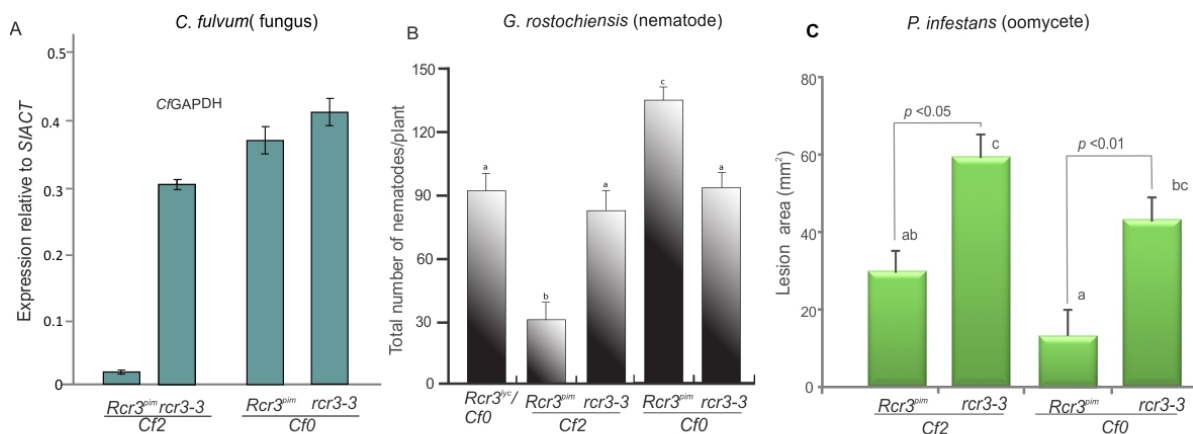 A
C. fulvum( fungus)
CfGAPDH
Expression relative to SlACT
0.5
0.4
0.3
0.4
0.1
0
Rcr3pim rcr3-3 Rcr3pim rcr3-3
Cf2 Cf0
B
G. rostochiensis (nematode)
Total number of nematodes/plant
150
120
90
60
30
0
a b a c a
Rcr3lyc/ Rcr3pim rcr3-3 Rcr3pim rcr3-3
Cf0 Cf2 Cf0
C
P. infestans (oomycete)
Lesion area (mm2)
80
60
40
20
0
p <0.05
p <0.01
ab c a bc
Rcr3pim rcr3-3 Rcr3pim rcr3-3
Cf2 Cf0